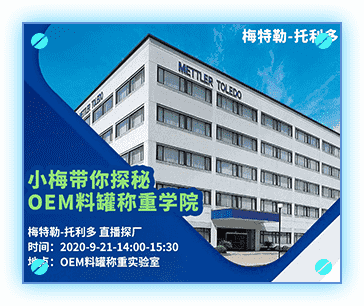 梅特勒-托利多
METTLER TOLEDO
小梅带你探秘
OEM料罐称重学院
梅特勒-托利多 直播探厂
时间：2020-9-21-14:00-15:30
地点：OEM料罐称重实验室